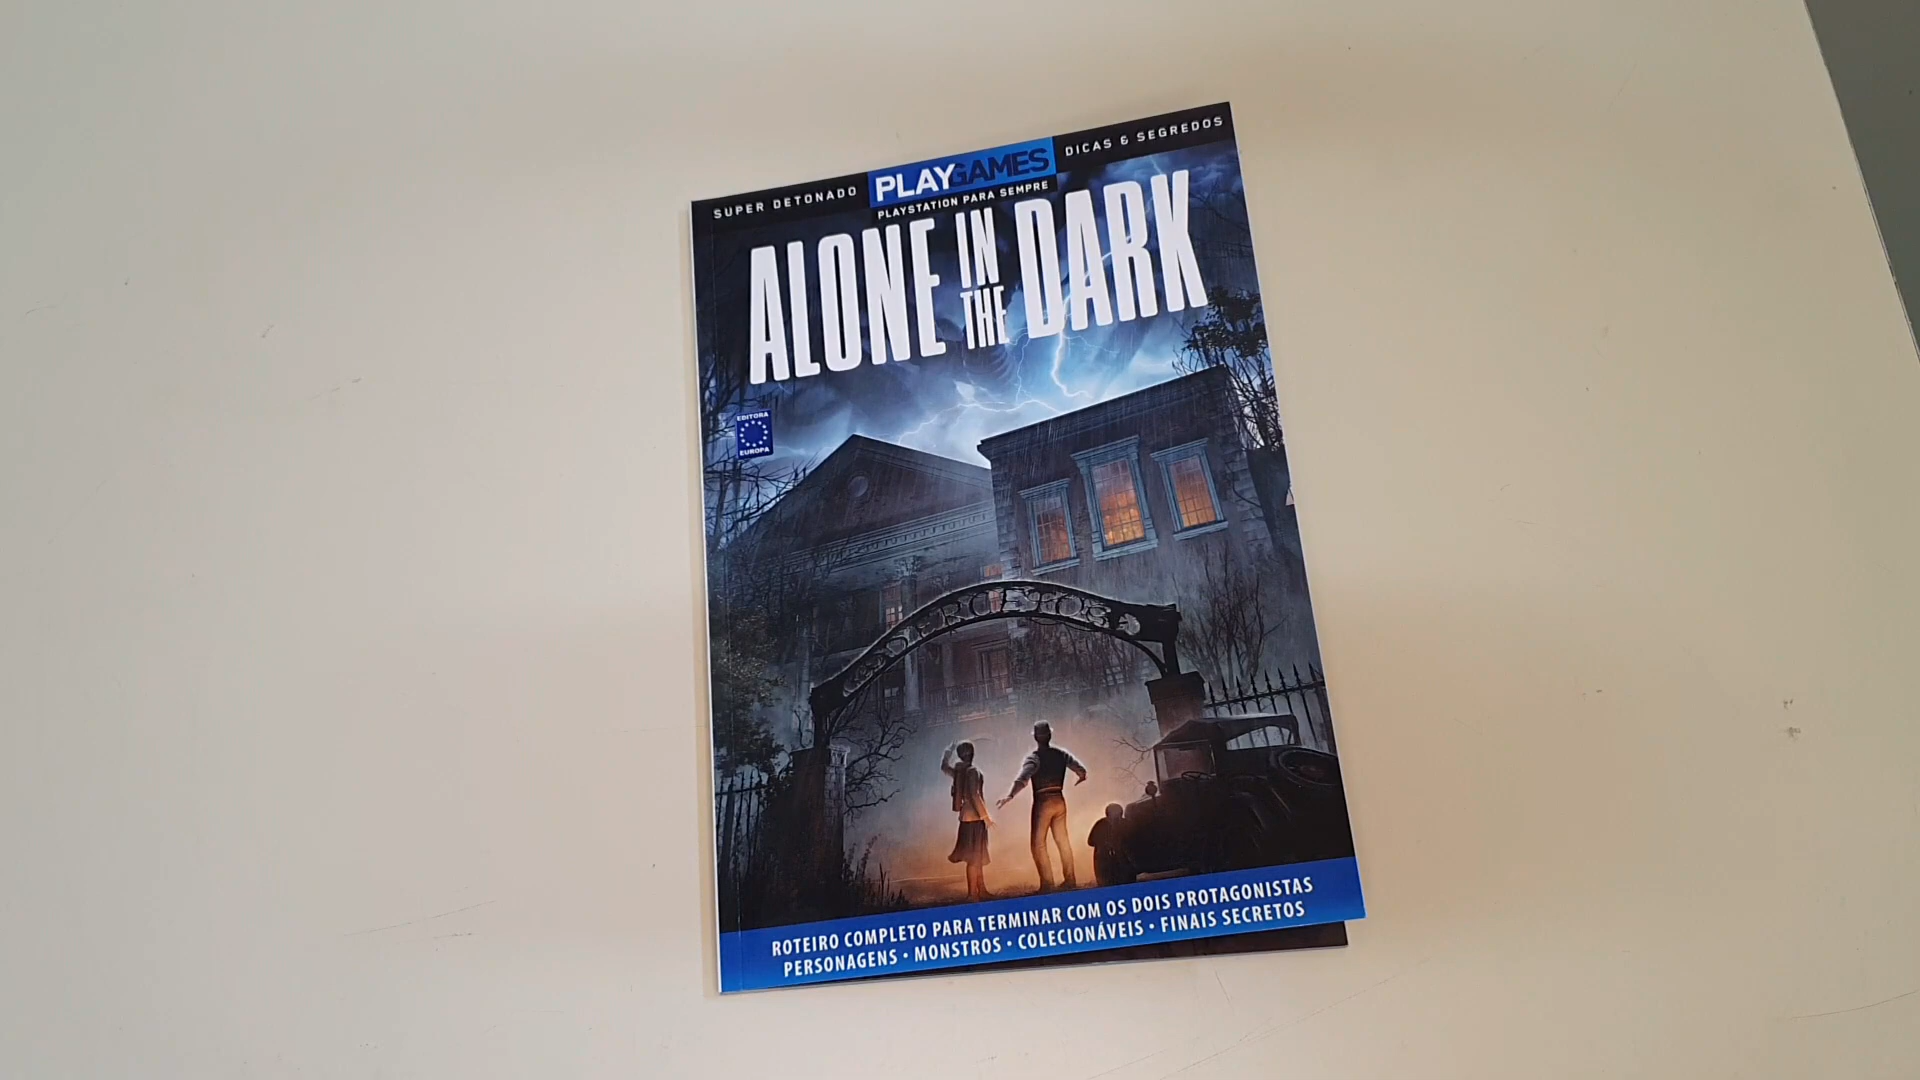 SUPER DETONADO
PLAYGAMES
PLAYSTATION PARA SEMPRE
DICAS & SEGREDOS
ALONE IN THE DARK
EDITORA
EUROPA
DERCETO
ROTEIRO COMPLETO PARA TERMINAR COM OS DOIS PROTAGONISTAS
PERSONAGENS • MONSTROS • COLECIONÁVEIS • FINAIS SECRETOS